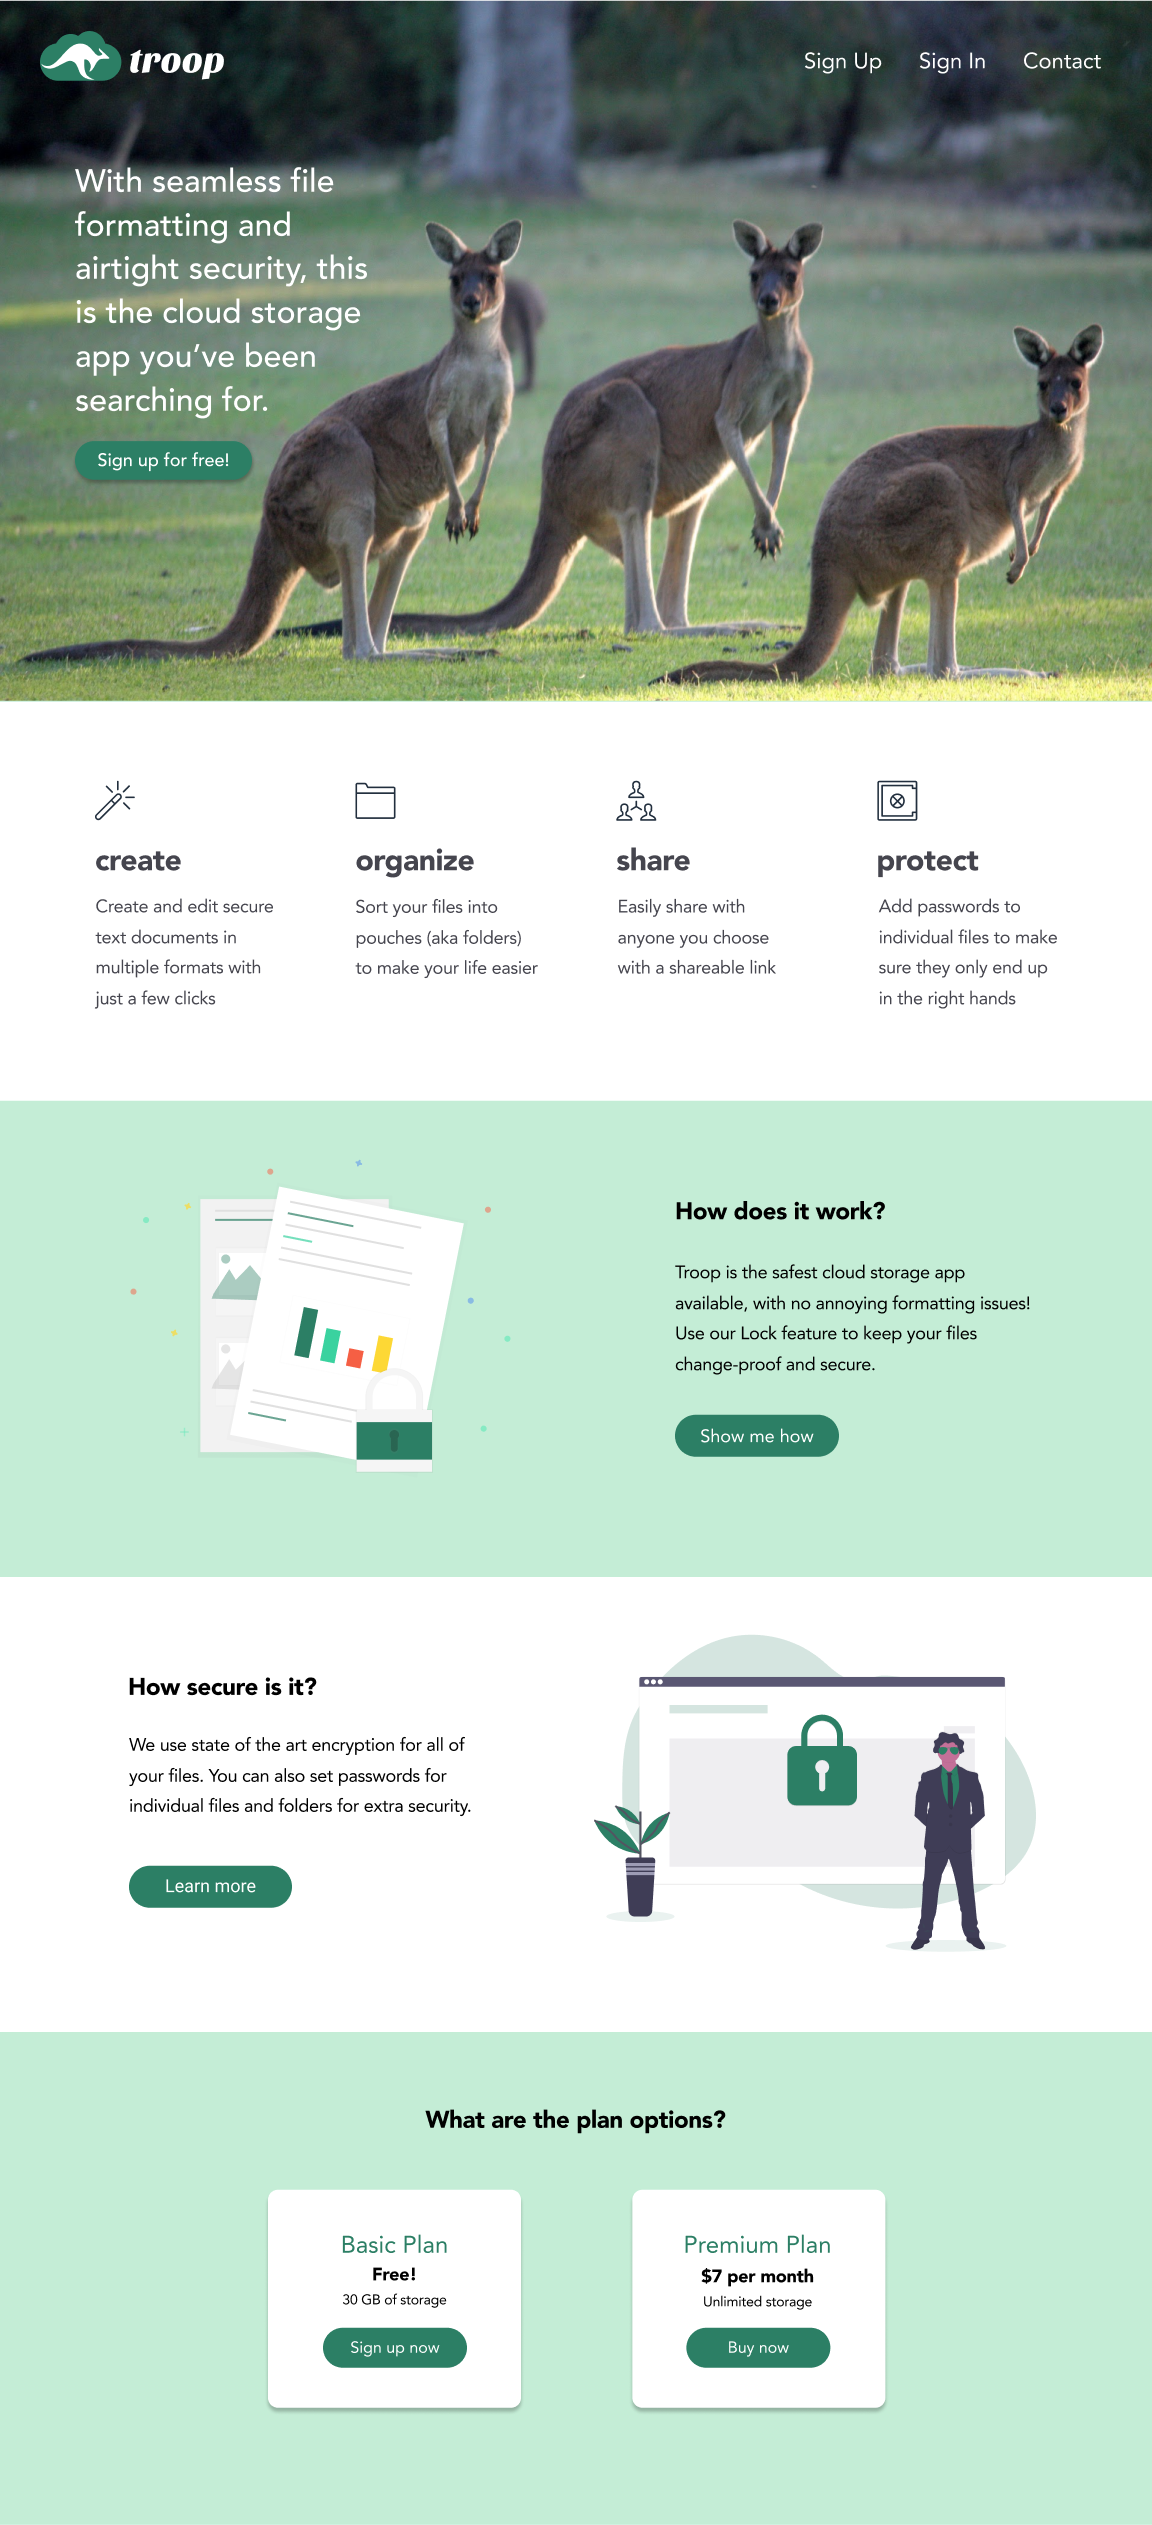 troop
Sign Up
Sign In
Contact
With seamless file
formatting and
airtight security, this
is the cloud storage
app you’ve been
searching for.
Sign up for free!
create
Create and edit secure
text documents in
multiple formats with
just a few clicks
organize
Sort your files into
pouches (aka folders)
to make your life easier
share
Easily share with
anyone you choose
with a shareable link
protect
Add passwords to
individual files to make
sure they only end up
in the right hands
How does it work?
Troop is the safest cloud storage app
available, with no annoying formatting issues!
Use our Lock feature to keep your files
change-proof and secure.
Show me how
How secure is it?
We use state of the art encryption for all of
your files. You can also set passwords for
individual files and folders for extra security.
Learn more
What are the plan options?
Basic Plan
Free!
30 GB of storage
Sign up now
Premium Plan
$7 per month
Unlimited storage
Buy now